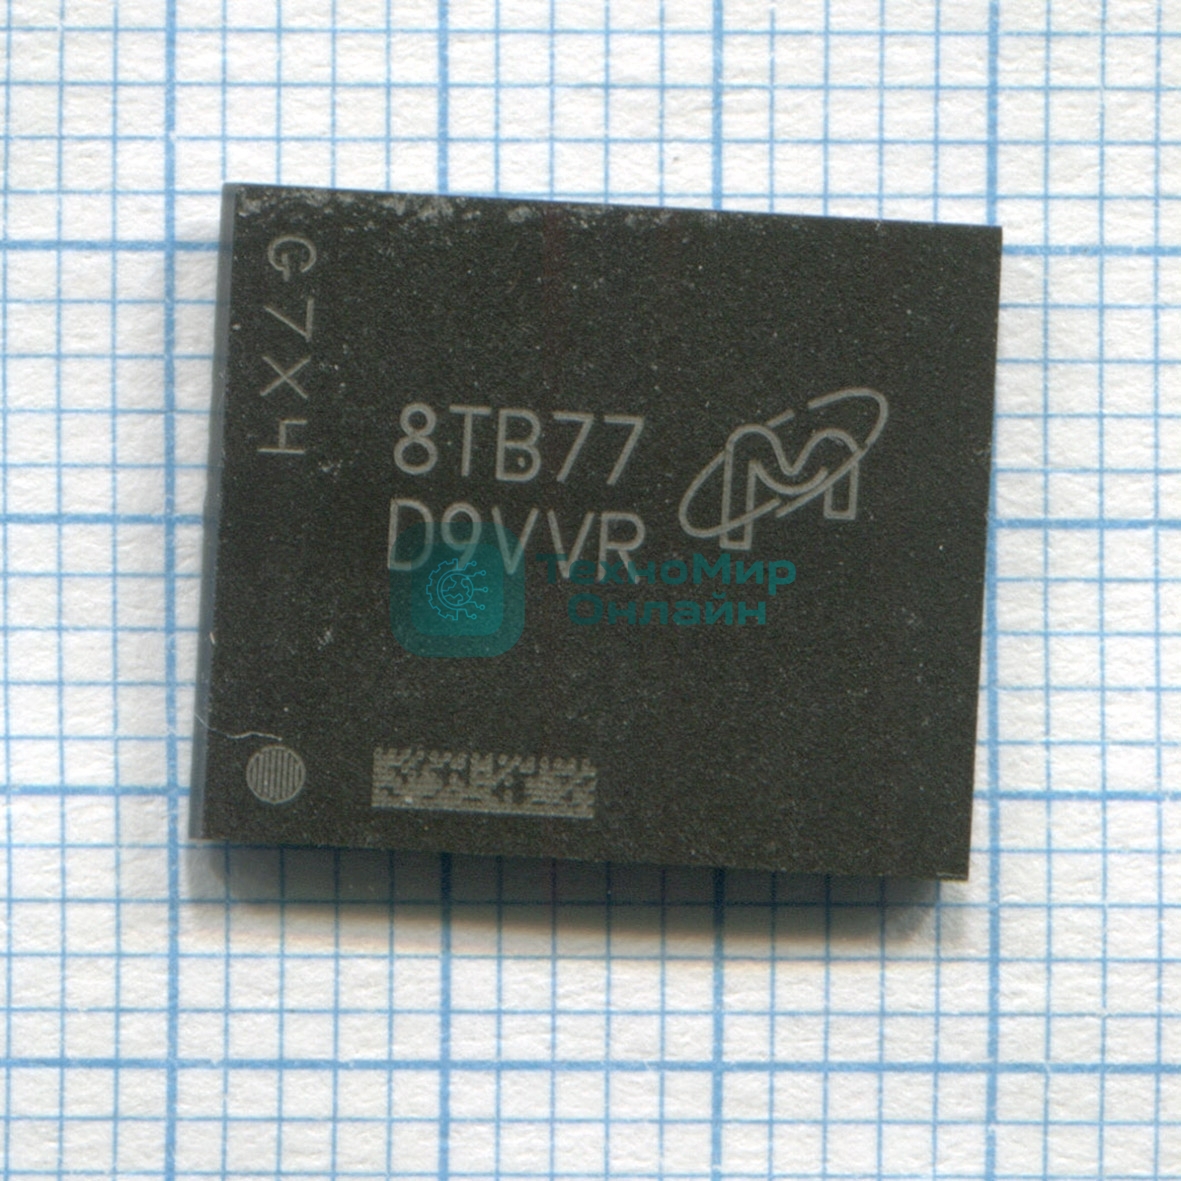 G7X4
8TB77
D9VVR
ТехноМир
Онлайн